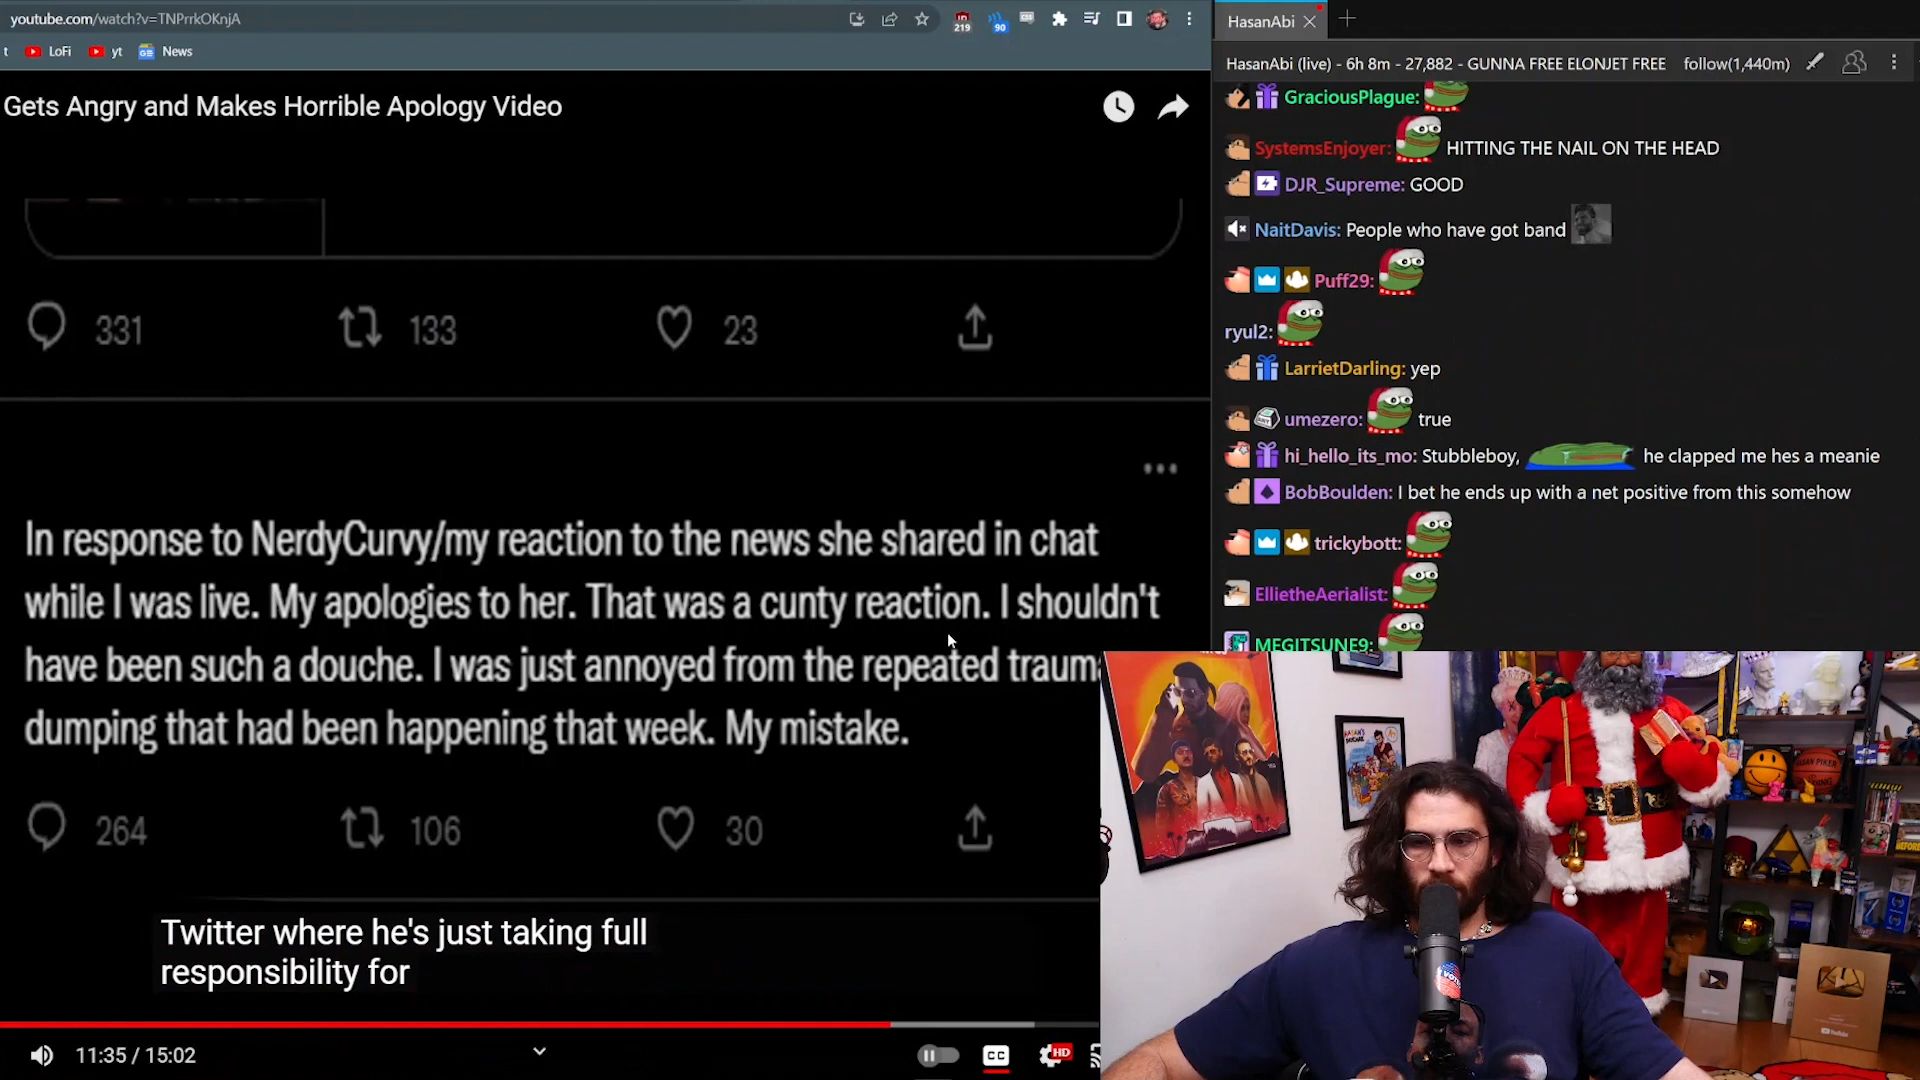 youtube.com/watch?v=TNPrrkOKnjA
219
90
t LoFi yt News
Gets Angry and Makes Horrible Apology Video
331 133 23
In response to NerdyCurvy/my reaction to the news she shared in chat
while I was live. My apologies to her. That was a cunty reaction. I shouldn't
have been such a douche. I was just annoyed from the repeated trauma
dumping that had been happening that week. My mistake.
264 106 30
Twitter where he's just taking full
responsibility for
11:35 / 15:02
CC
HD
HasanAbi
HasanAbi (live) - 6h 8m - 27,882 - GUNNA FREE ELONJET FREE follow(1,440m)
GraciousPlague:
SystemsEnjoyer: HITTING THE NAIL ON THE HEAD
DJR_Supreme: GOOD
NaitDavis: People who have got band
Puff29:
ryul2:
LarrietDarling: yep
umezero: true
hi_hello_its_mo: Stubbleboy, he clapped me hes a meanie
BobBoulden: I bet he ends up with a net positive from this somehow
trickybott:
EllietheAerialist:
MEGITSUNE9: